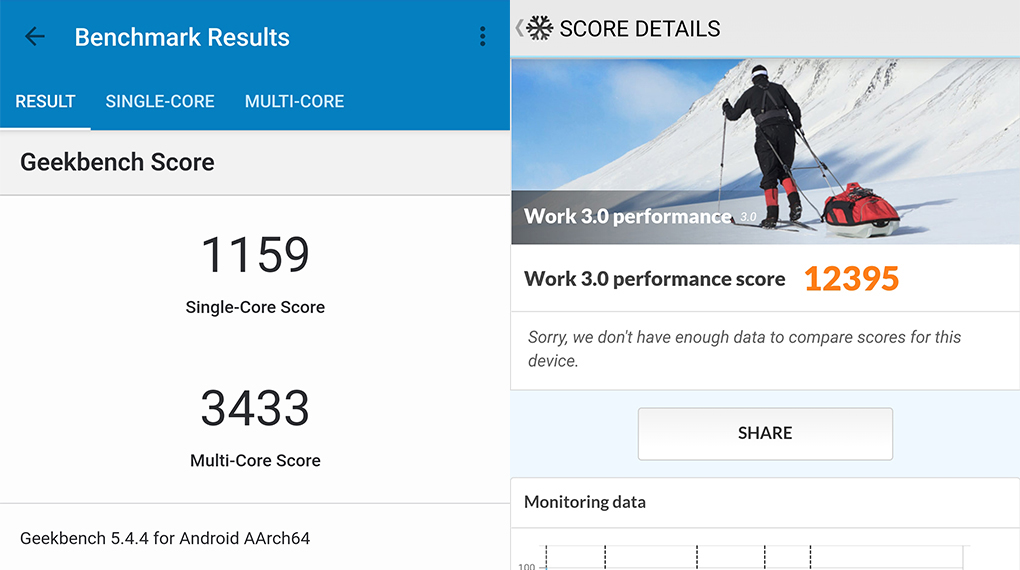 Benchmark Results
RESULT SINGLE-CORE MULTI-CORE
Geekbench Score
1159
Single-Core Score
3433
Multi-Core Score
Geekbench 5.4.4 for Android AArch64
SCORE DETAILS
Work 3.0 performance 3.0
Work 3.0 performance score 12395
Sorry, we don't have enough data to compare scores for this
device.
SHARE
Monitoring data
100